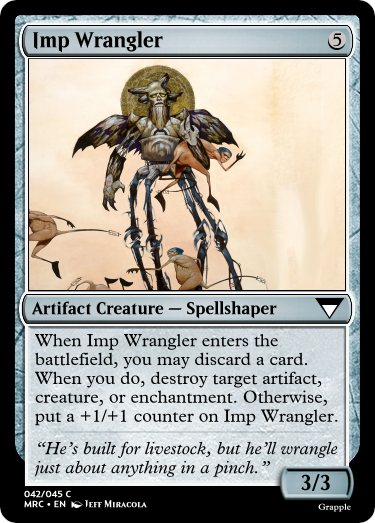 Imp Wrangler
5
Artifact Creature — Spellshaper
When Imp Wrangler enters the
battlefield, you may discard a card.
When you do, destroy target artifact,
creature, or enchantment. Otherwise,
put a +1/+1 counter on Imp Wrangler.
“He’s built for livestock, but he’ll wrangle
just about anything in a pinch.”
3/3
042/045 C
MRC • EN Jeff Miracola
Grapple